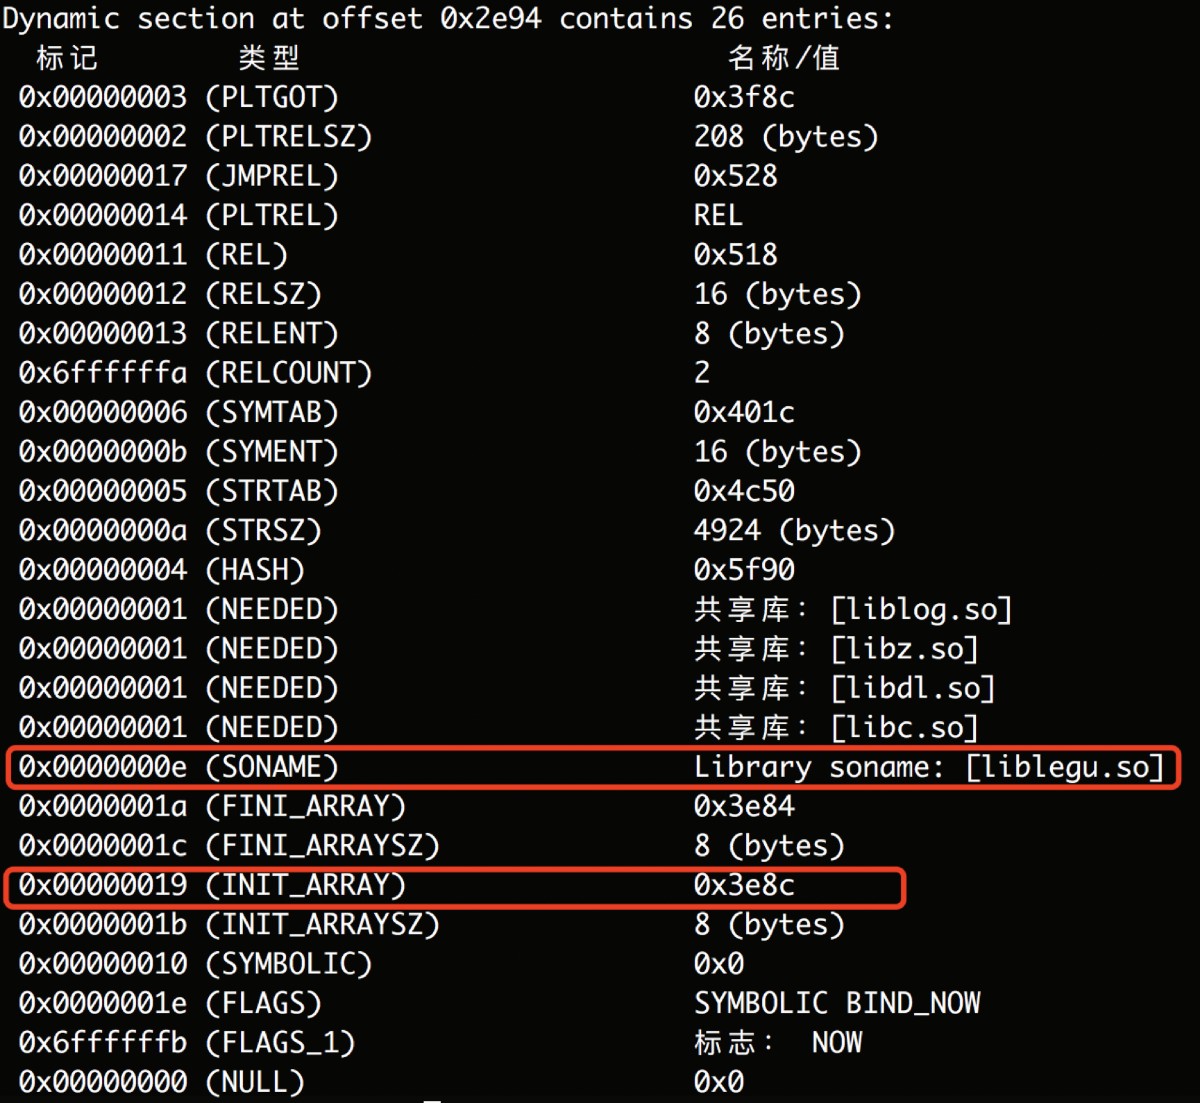 Dynamic section at offset 0x2e94 contains 26 entries:
标记 类型 名称/值
0x00000003 (PLTGOT) 0x3f8c
0x00000002 (PLTRELSZ) 208 (bytes)
0x00000017 (JMPREL) 0x528
0x00000014 (PLTREL) REL
0x00000011 (REL) 0x518
0x00000012 (RELSZ) 16 (bytes)
0x00000013 (RELENT) 8 (bytes)
0x6ffffffa (RELCOUNT) 2
0x00000006 (SYMTAB) 0x401c
0x0000000b (SYMENT) 16 (bytes)
0x00000005 (STRTAB) 0x4c50
0x0000000a (STRSZ) 4924 (bytes)
0x00000004 (HASH) 0x5f90
0x00000001 (NEEDED) 共享库：[liblog.so]
0x00000001 (NEEDED) 共享库：[libz.so]
0x00000001 (NEEDED) 共享库：[libdl.so]
0x00000001 (NEEDED) 共享库：[libc.so]
0x0000000e (SONAME) Library soname: [liblegu.so]
0x0000001a (FINI_ARRAY) 0x3e84
0x0000001c (FINI_ARRAYSZ) 8 (bytes)
0x00000019 (INIT_ARRAY) 0x3e8c
0x0000001b (INIT_ARRAYSZ) 8 (bytes)
0x00000010 (SYMBOLIC) 0x0
0x0000001e (FLAGS) SYMBOLIC BIND_NOW
0x6ffffffb (FLAGS_1) 标志： NOW
0x00000000 (NULL) 0x0